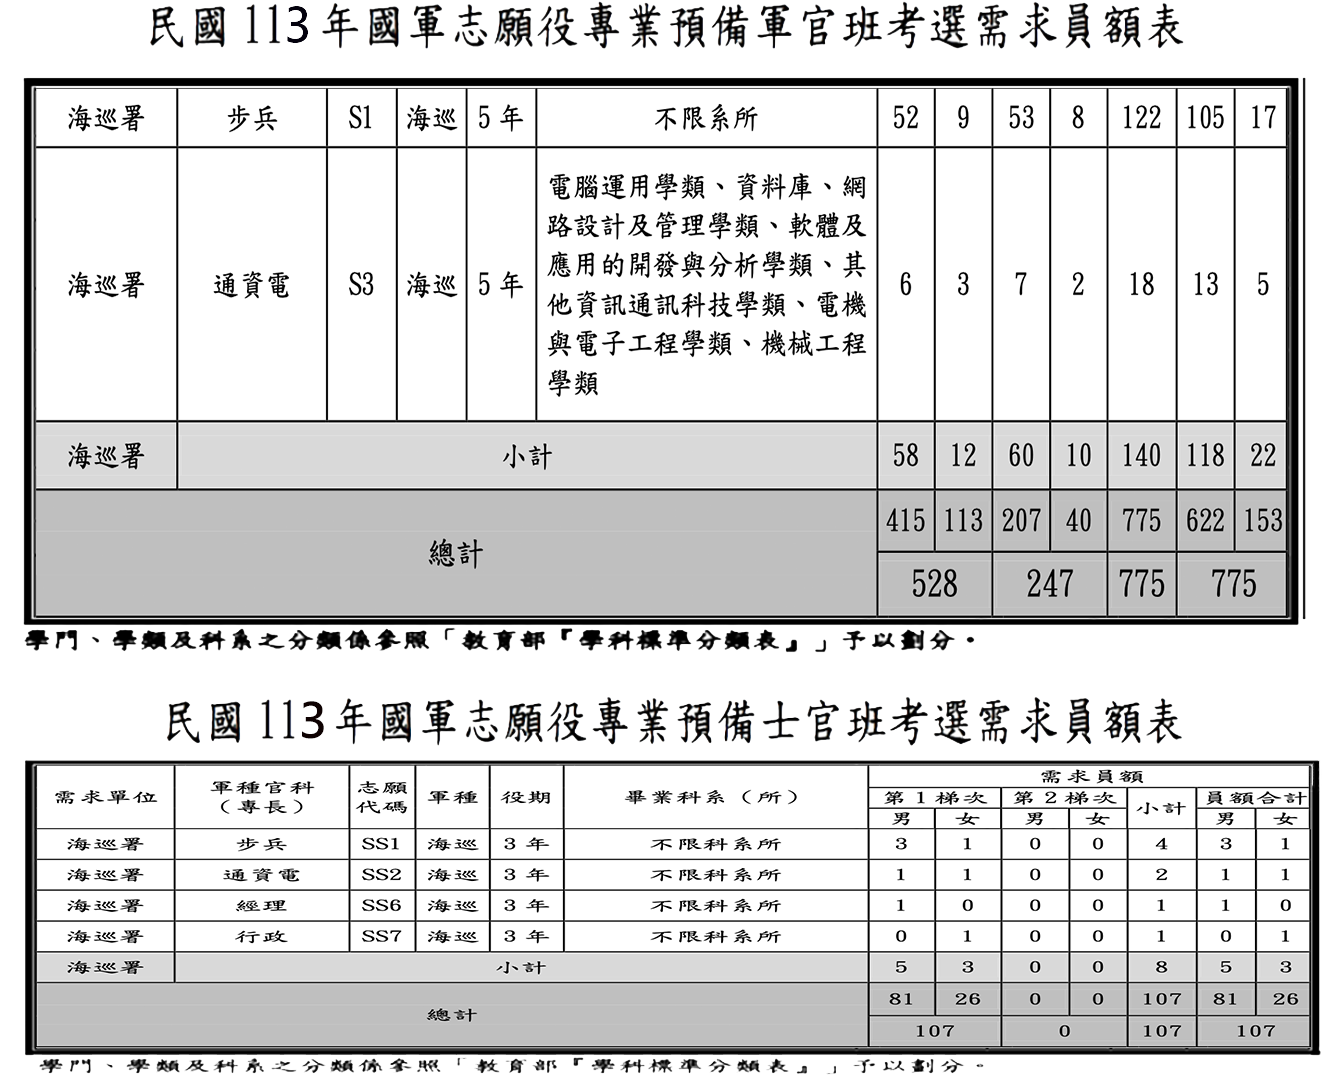 民國113年國軍志願役專業預備軍官班考選需求員額表
海巡署 步兵 S1 海巡 5年 不限系所 52 9 53 8 122 105 17
海巡署 通資電 S3 海巡 5年 電腦運用學類、資料庫、網
路設計及管理學類、軟體及
應用的開發與分析學類、其
他資訊通訊科技學類、電機
與電子工程學類、機械工程
學類 6 3 7 2 18 13 5
海巡署 小計 58 12 60 10 140 118 22
總計 415 113 207 40 775 622 153
528 247 775 775
學門、學類及科系之分類係參照「教育部『學科標準分類表』」予以劃分。
民國113年國軍志願役專業預備士官班考選需求員額表
需求單位 軍種官科
(專長) 志願
代碼 軍種 役期 畢業科系(所) 需求員額
第1梯次 第2梯次 小計 員額合計
男 女 男 女 男 女
海巡署 步兵 SS1 海巡 3年 不限科系所 3 1 0 0 4 3 1
海巡署 通資電 SS2 海巡 3年 不限科系所 1 1 0 0 2 1 1
海巡署 經理 SS6 海巡 3年 不限科系所 1 0 0 0 1 1 0
海巡署 行政 SS7 海巡 3年 不限科系所 0 1 0 0 1 0 1
海巡署 小計 5 3 0 0 8 5 3
總計 81 26 0 0 107 81 26
107 0 107 107
學門、學類及科系之分類係參照「教育部『學科標準分類表』」予以劃分。